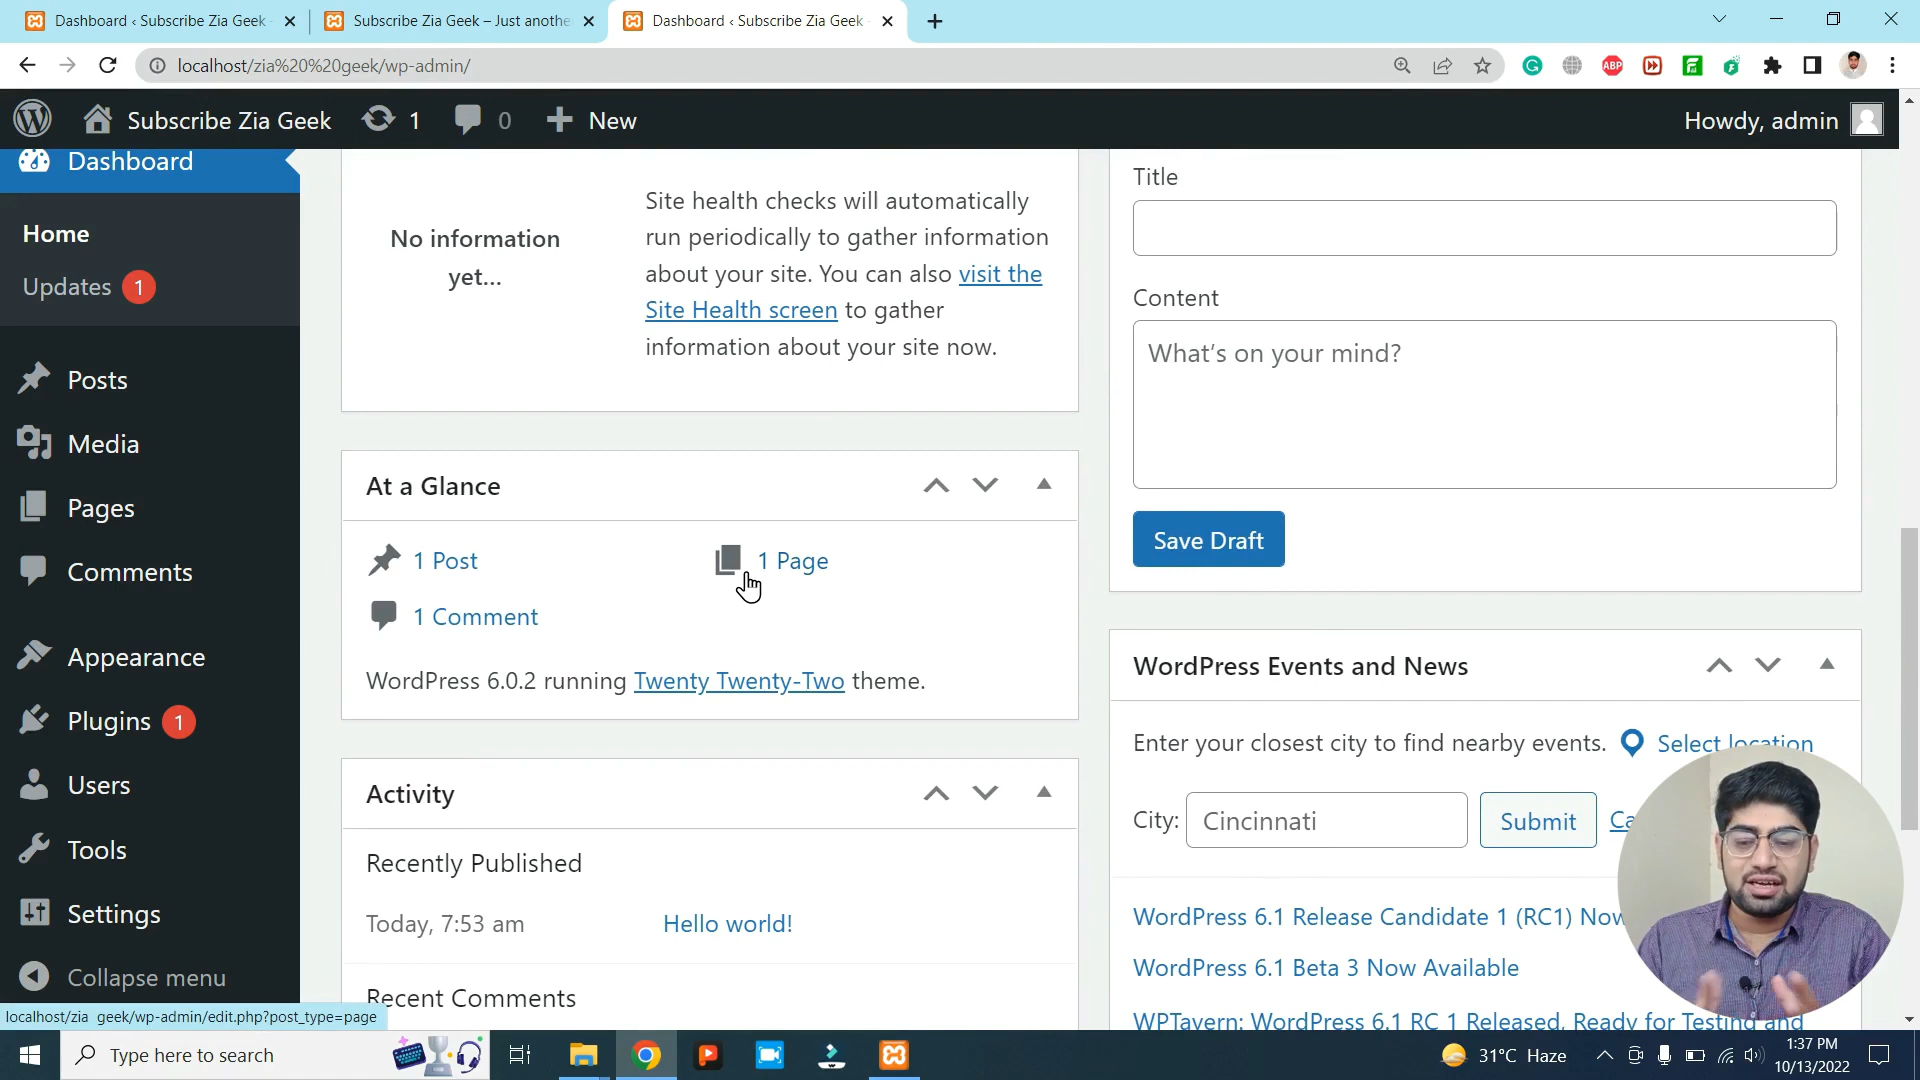 Dashboard ‹ Subscribe Zia Geek
Subscribe Zia Geek – Just anothe
Dashboard ‹ Subscribe Zia Geek
localhost/zia%20%20geek/wp-admin/
ABP
Subscribe Zia Geek
1
0
New
Howdy, admin
Dashboard
Home
Updates 1
Posts
Media
Pages
Comments
Appearance
Plugins 1
Users
Tools
Settings
Collapse menu
No information
yet...
Site health checks will automatically
run periodically to gather information
about your site. You can also visit the
Site Health screen to gather
information about your site now.
At a Glance
1 Post
1 Page
1 Comment
WordPress 6.0.2 running Twenty Twenty-Two theme.
Activity
Recently Published
Today, 7:53 am
Hello world!
Recent Comments
Title
Content
What's on your mind?
Save Draft
WordPress Events and News
Enter your closest city to find nearby events.
Select location
City:
Cincinnati
Submit
Ca
WordPress 6.1 Release Candidate 1 (RC1) Now
WordPress 6.1 Beta 3 Now Available
WPTavern: WordPress 6.1 RC 1 Released, Ready for Testing and
localhost/zia geek/wp-admin/edit.php?post_type=page
Type here to search
31°C Haze
1:37 PM
10/13/2022